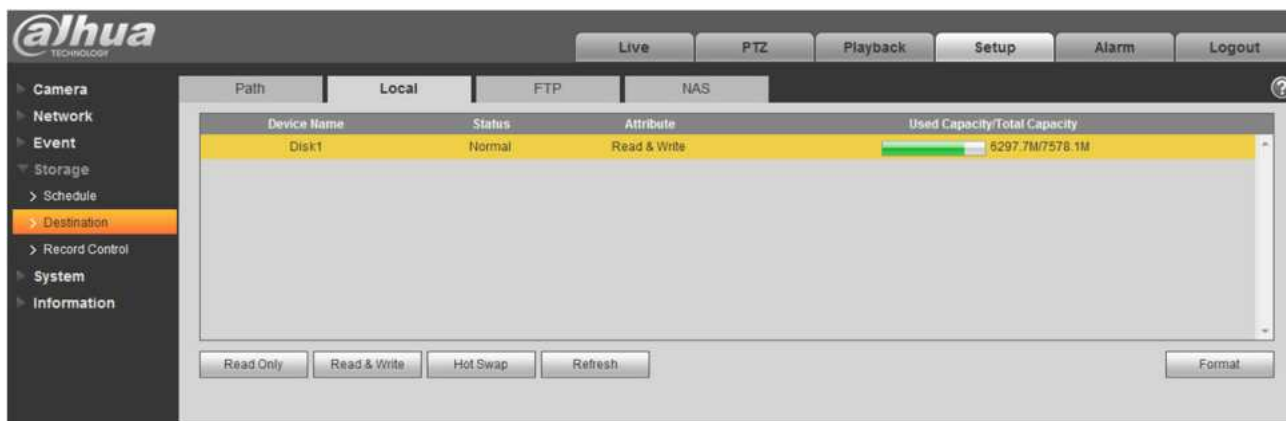 alhua
TECHNOLOGY
Live PTZ Playback Setup Alarm Logout
Camera
Network
Event
Storage
> Schedule
> Destination
> Record Control
System
Information
Path Local FTP NAS
?
Device Name Status Attribute Used Capacity/Total Capacity
Disk1 Normal Read & Write 6297.7M/7578.1M
Read Only Read & Write Hot Swap Refresh Format